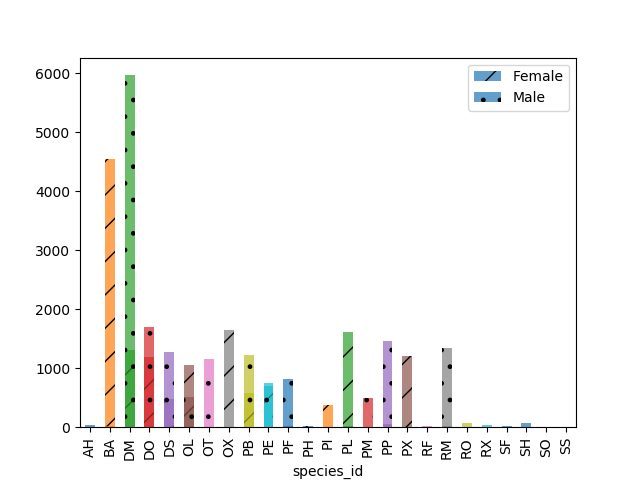 6000
5000
4000
3000
2000
1000
0
Female
Male
AH BA DM DO DS OL OT OX PB PE PF PH PI PL PM PP PX RF RM RO RX SF SH SO SS
species_id